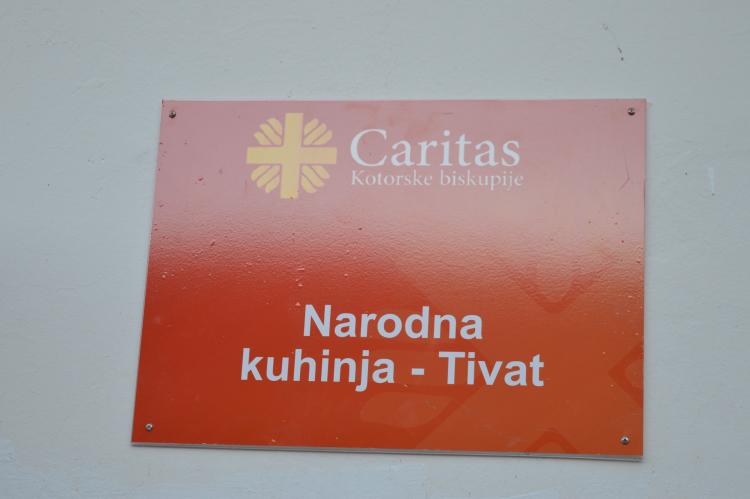 Caritas
Kotorske biskupije
Narodna
kuhinja - Tivat